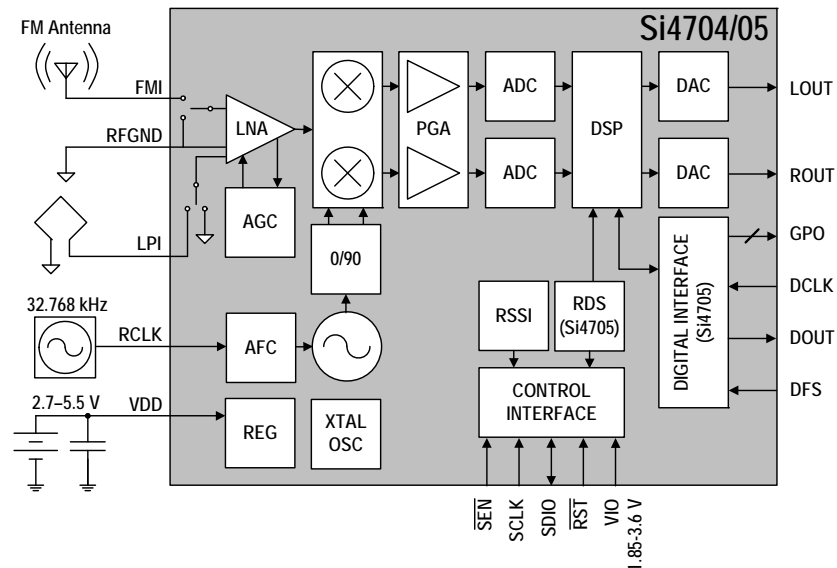 Si4704/05
FM Antenna
FMI
RFGND
LPI
32.768 kHz
RCLK
2.7–5.5 V
VDD
LNA
AGC
0/90
AFC
REG
XTAL
OSC
PGA
ADC
ADC
DSP
DAC
DAC
RSSI
RDS
(Si4705)
CONTROL
INTERFACE
DIGITAL INTERFACE
(Si4705)
LOUT
ROUT
GPO
DCLK
DOUT
DFS
SEN
SCLK
SDIO
RST
VIO
1.85-3.6 V